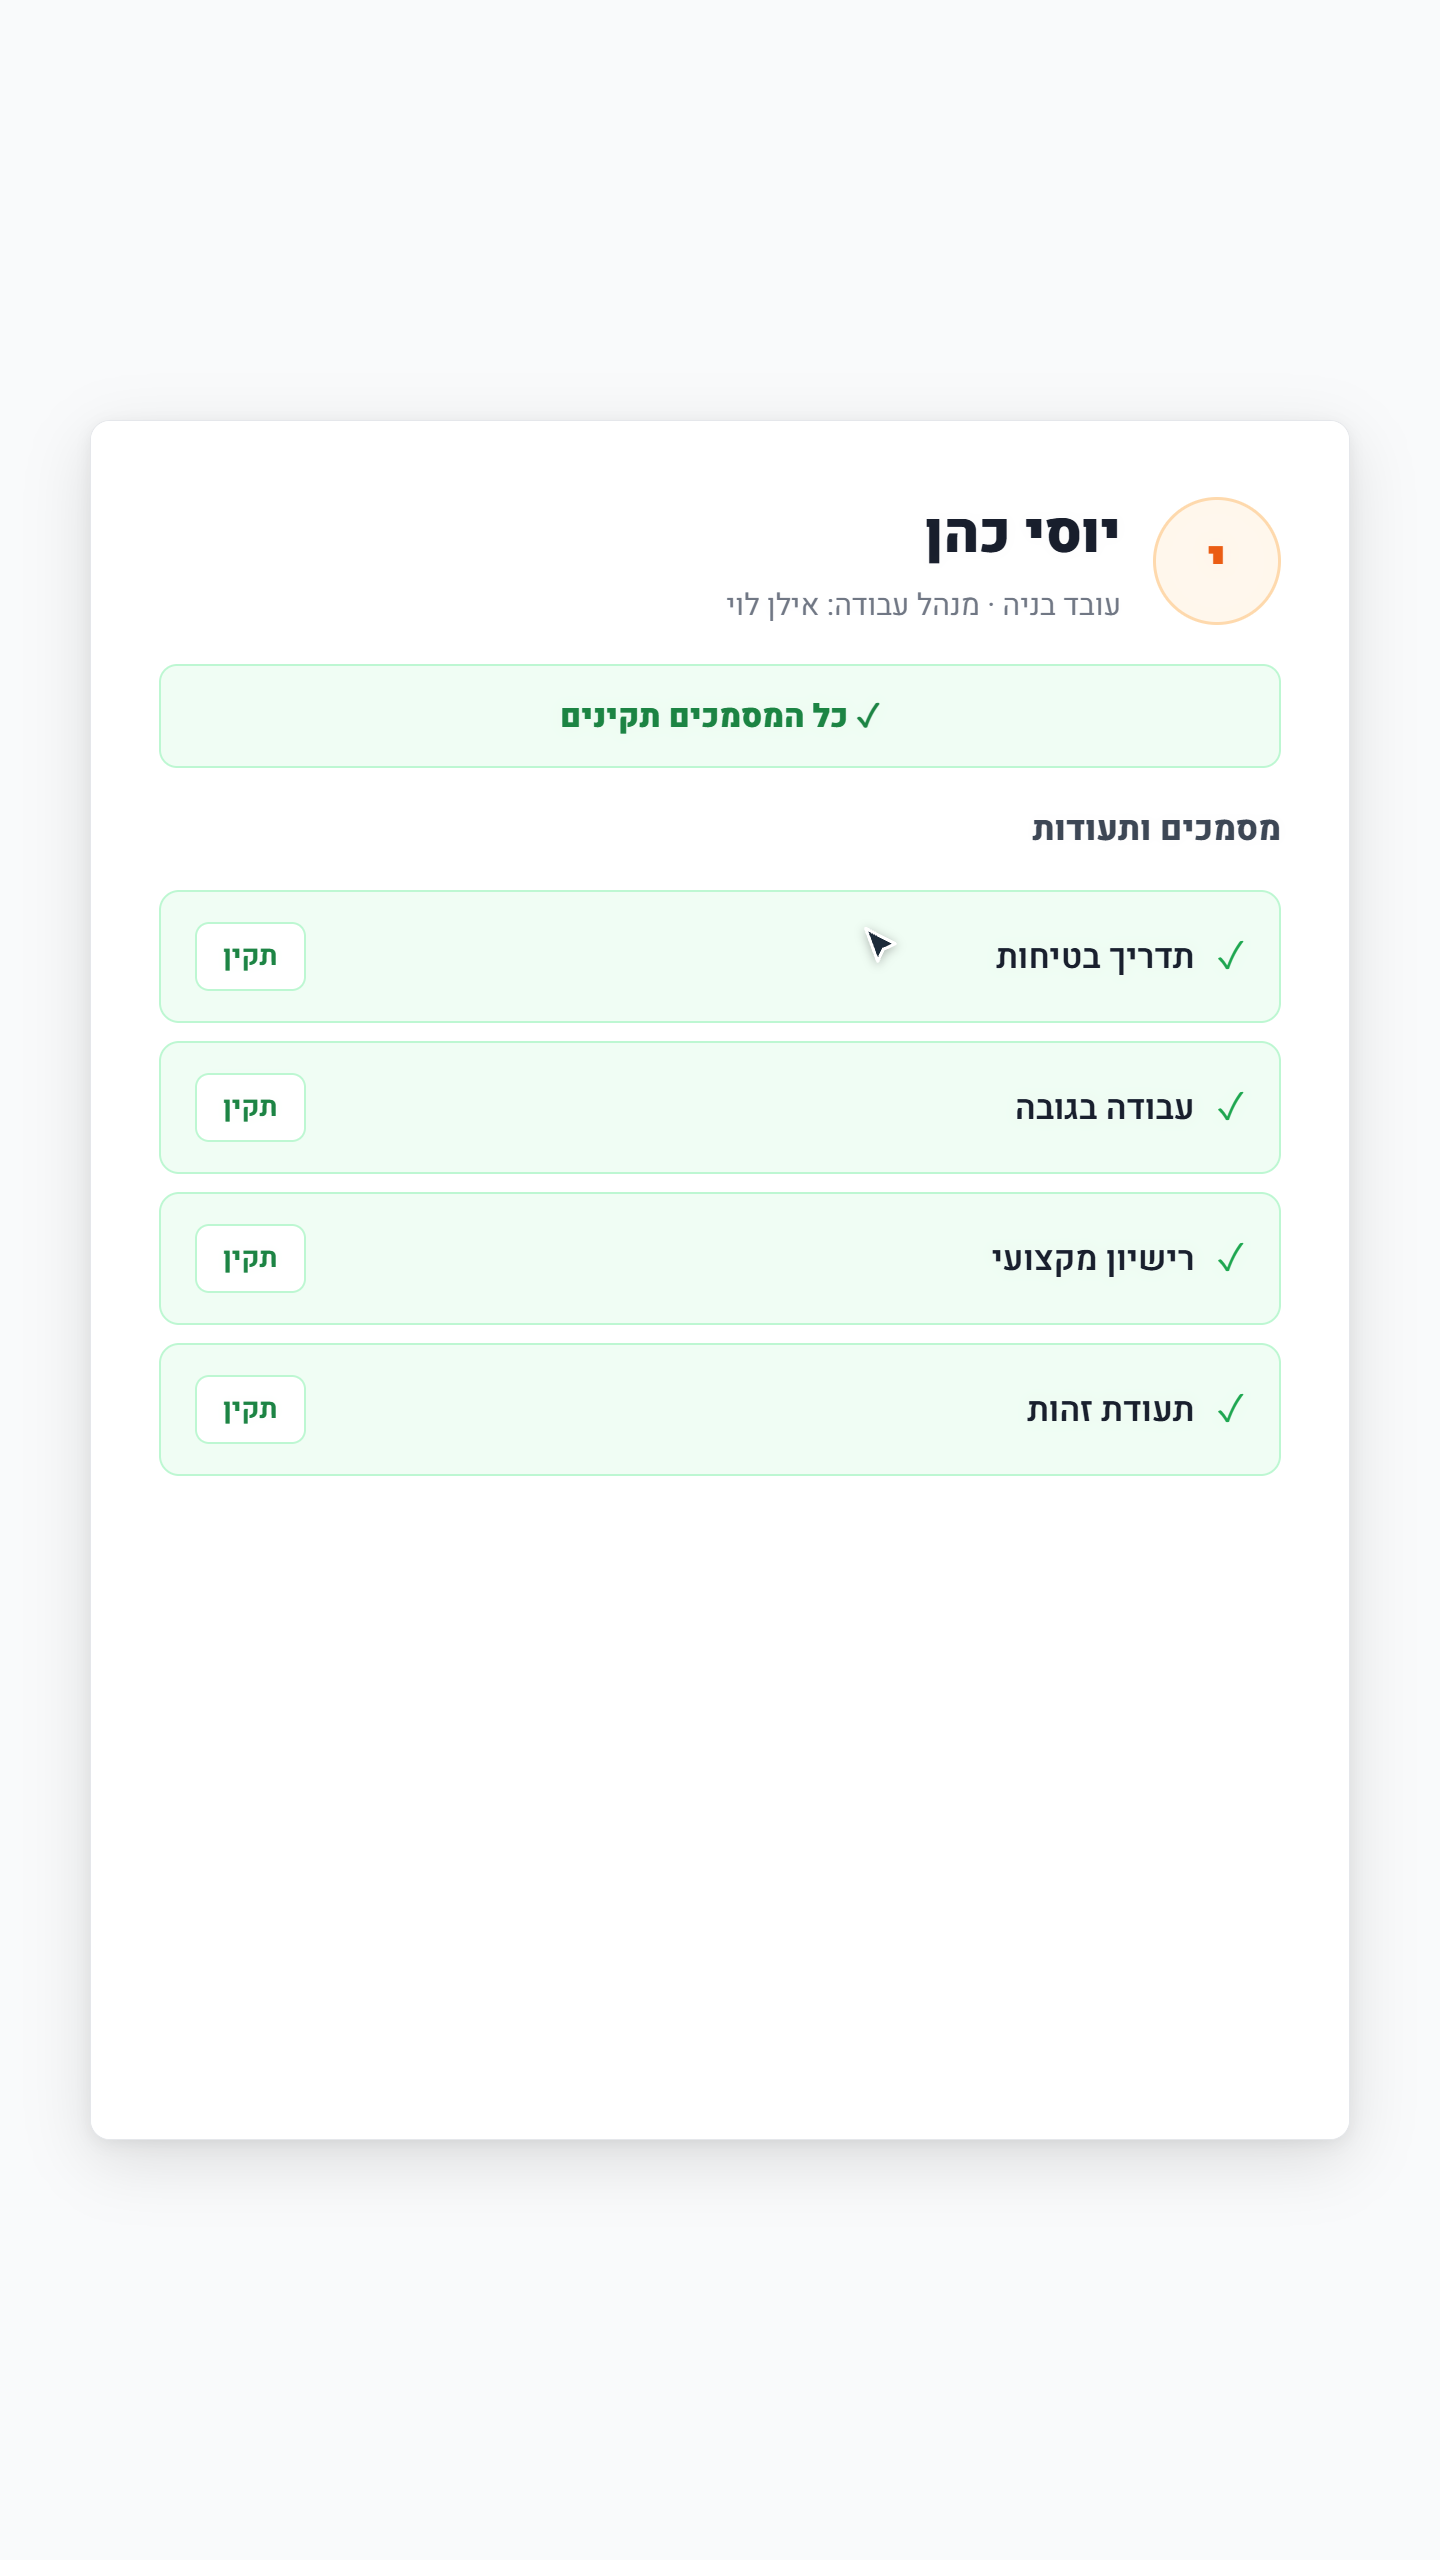 י
יוסי כהן
עובד בניה · מנהל עבודה: אילן לוי
✓ כל המסמכים תקינים
מסמכים ותעודות
✓ תדריך בטיחות תקין
✓ עבודה בגובה תקין
✓ רישיון מקצועי תקין
✓ תעודת זהות תקין